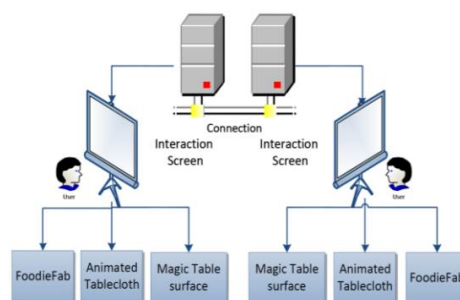 Connection
Interaction
Screen
Interaction
Screen
User
User
FoodieFab
Animated
Tablecloth
Magic Table
surface
Magic Table
surface
Animated
Tablecloth
FoodieFab